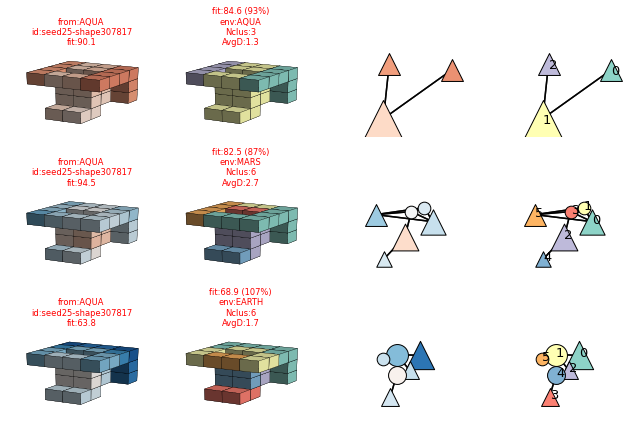 from:AQUA
id:seed25-shape307817
fit:90.1
fit:84.6 (93%)
env:AQUA
Nclus:3
AvgD:1.3
2
0
1
from:AQUA
id:seed25-shape307817
fit:94.5
fit:82.5 (87%)
env:MARS
Nclus:6
AvgD:2.7
5
3
1
0
2
4
from:AQUA
id:seed25-shape307817
fit:63.8
fit:68.9 (107%)
env:EARTH
Nclus:6
AvgD:1.7
5
1
0
4
2
3